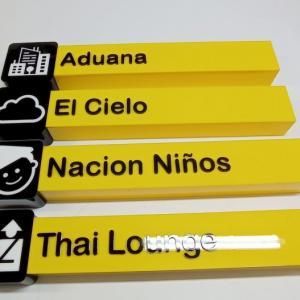 Aduana
El Cielo
Nacion Niños
Thai Lounge